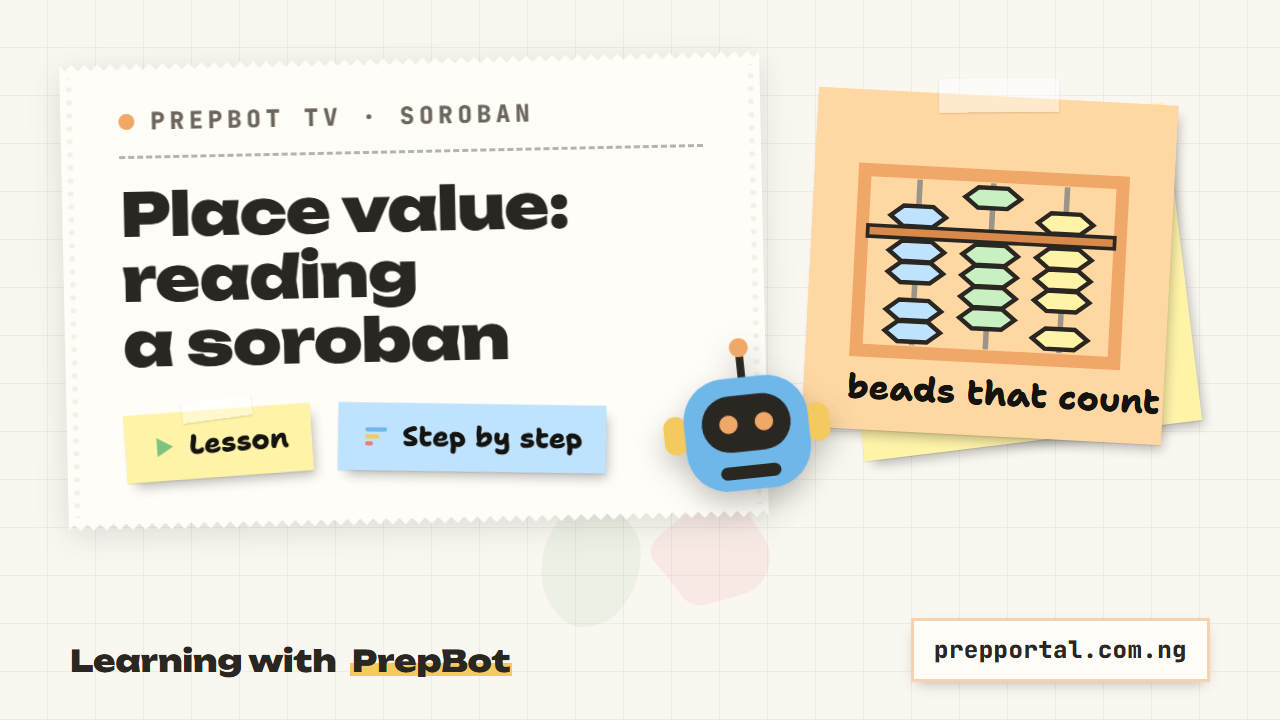 PREPBOT TV · SOROBAN
Place value:
reading
a soroban
Lesson
Step by step
beads that count
Learning with PrepBot
prepportal.com.ng